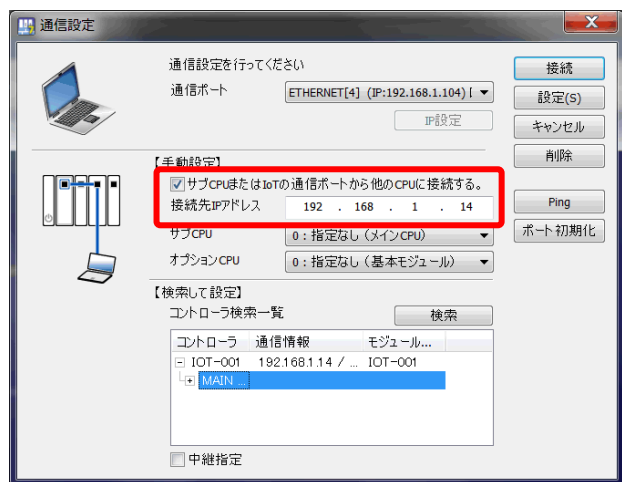 通信設定
通信設定を行ってください
通信ポート ETHERNET[4] (IP:192.168.1.104) [
IP設定
接続
設定(S)
キャンセル
削除
Ping
ポート初期化
【手動設定】
サブCPUまたはIoTの通信ポートから他のCPUに接続する。
接続先IPアドレス 192 . 168 . 1 . 14
サブCPU 0:指定なし(メインCPU)
オプションCPU 0:指定なし(基本モジュール)
【検索して設定】
コントローラ検索一覧 検索
コントローラ 通信情報 モジュール...
IOT-001 192.168.1.14 / ... IOT-001
MAIN ...
中継指定